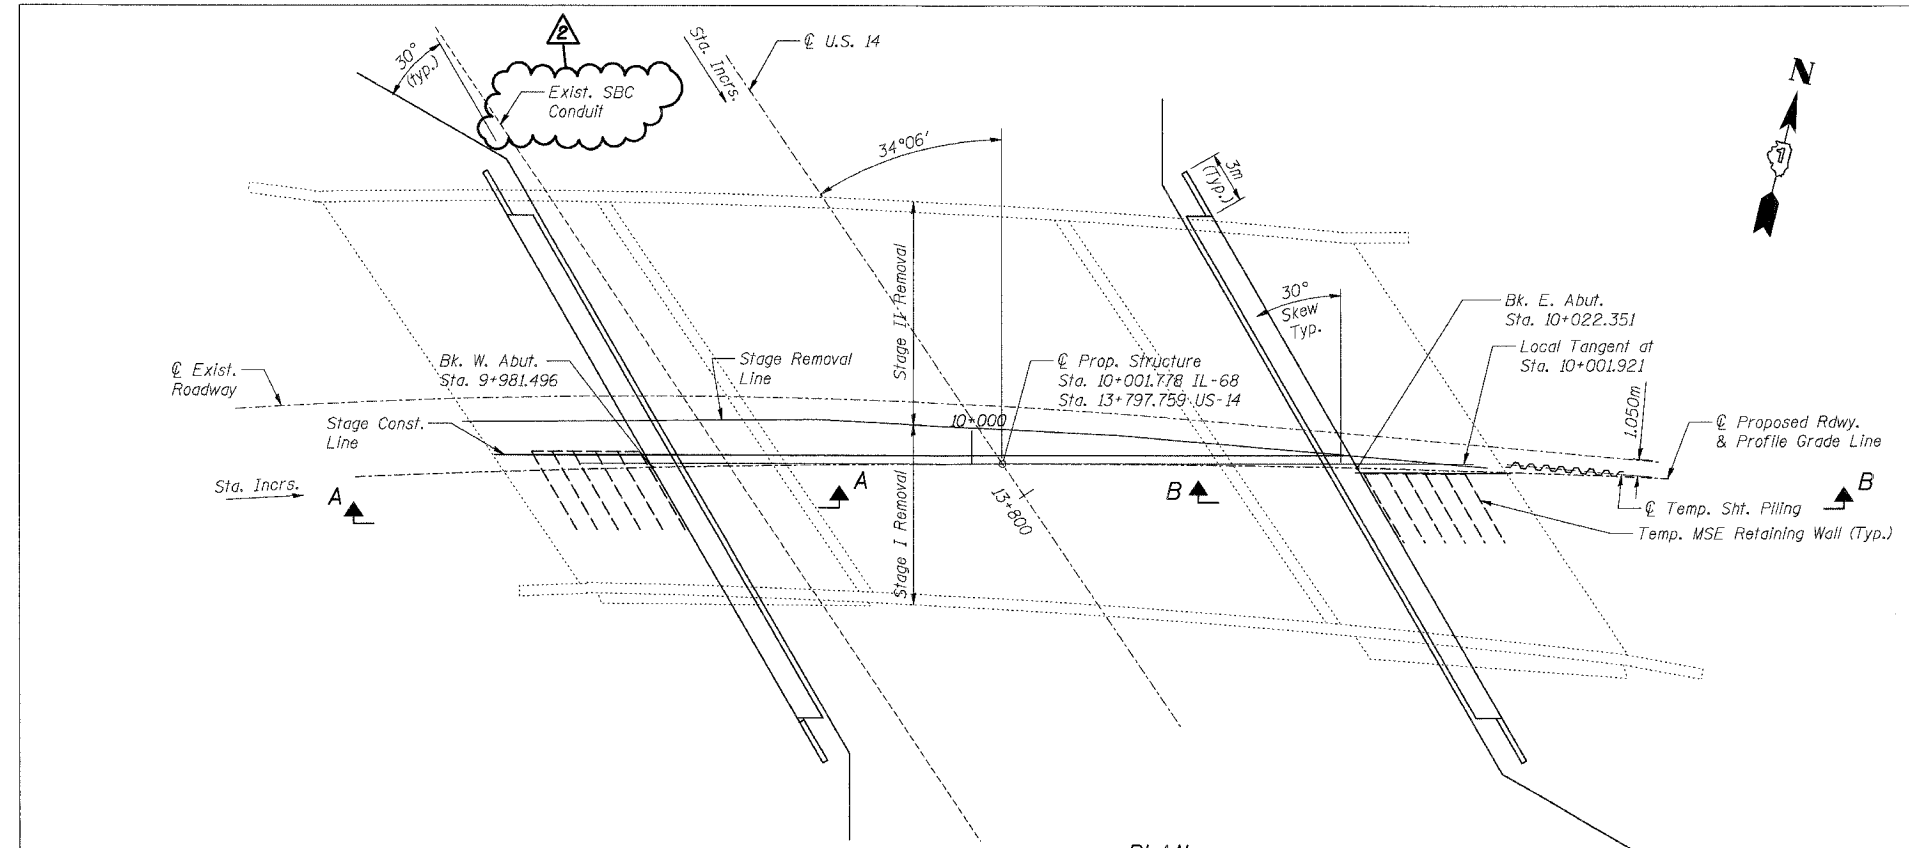 30°
(typ.)
2
Exist. SBC
Conduit
Sta. Incrs.
℄ U.S. 14
34°06'
3m
(Typ.)
N
1
Stage II Removal
30°
Skew
Typ.
Bk. E. Abut.
Sta. 10+022.351
Local Tangent at
Sta. 10+001.921
℄ Exist.
Roadway
Bk. W. Abut.
Sta. 9+981.496
Stage Removal
Line
℄ Prop. Structure
Sta. 10+001.778 IL-68
Sta. 13+797.759 US-14
1.050m
Stage Const.
Line
10+000
℄ Proposed Rdwy.
& Profile Grade Line
Sta. Incrs.
A
A
B
B
13+800
℄ Temp. Sht. Piling
Temp. MSE Retaining Wall (Typ.)
Stage I Removal